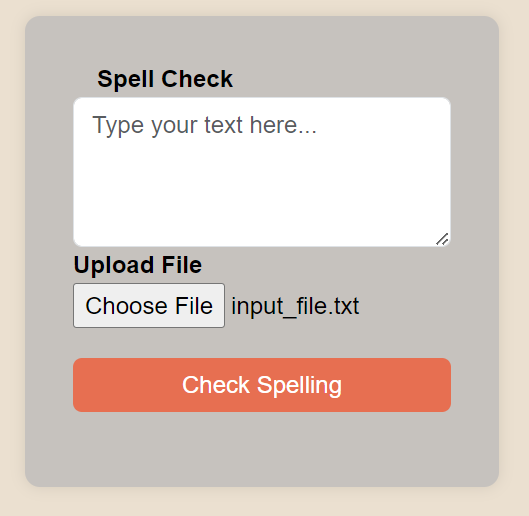 Spell Check
Type your text here...
Upload File
Choose File input_file.txt
Check Spelling